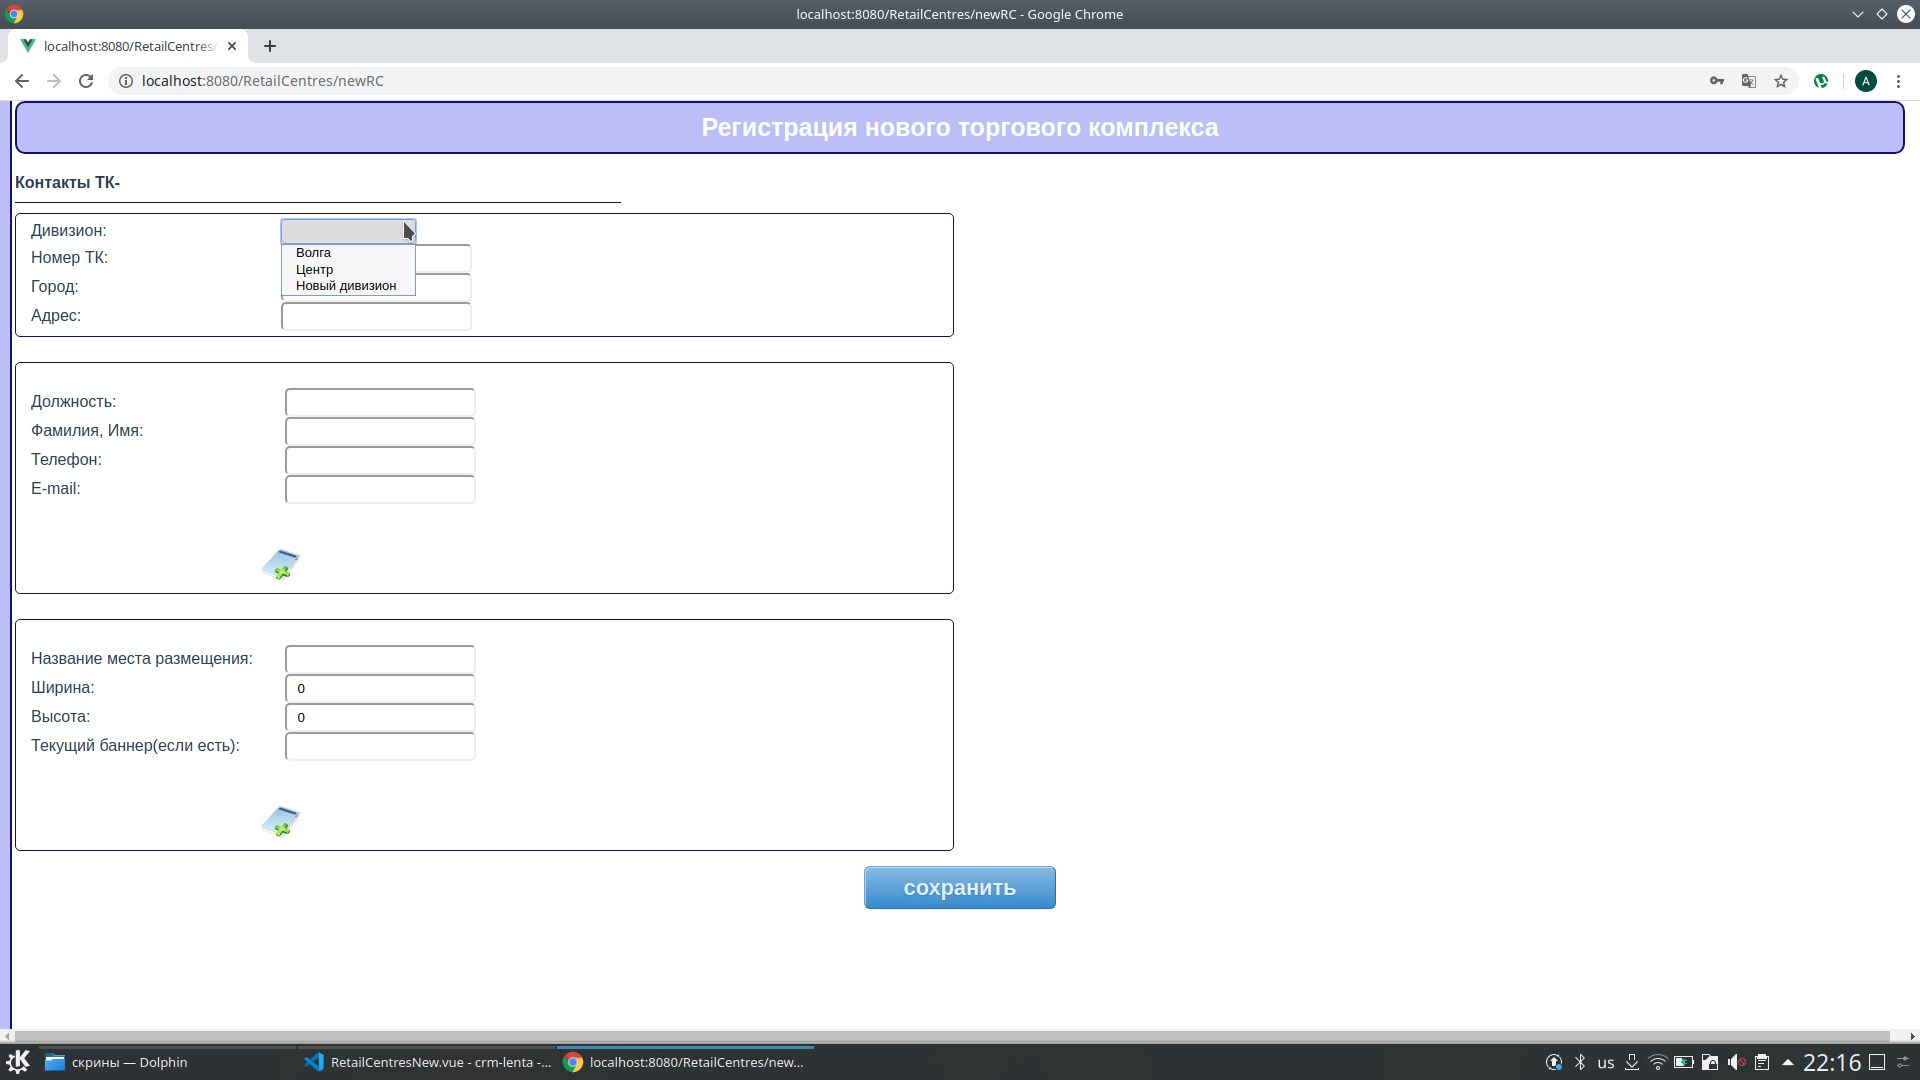 localhost:8080/RetailCentres/newRC - Google Chrome
localhost:8080/RetailCentres/
localhost:8080/RetailCentres/newRC
A
Регистрация нового торгового комплекса
Контакты ТК-
Дивизион:
Волга
Центр
Новый дивизион
Номер ТК:
Город:
Адрес:
Должность:
Фамилия, Имя:
Телефон:
E-mail:
Название места размещения:
Ширина: 0
Высота: 0
Текущий баннер(если есть):
сохранить
скрины — Dolphin
RetailCentresNew.vue - crm-lenta -...
localhost:8080/RetailCentres/new...
us
22:16